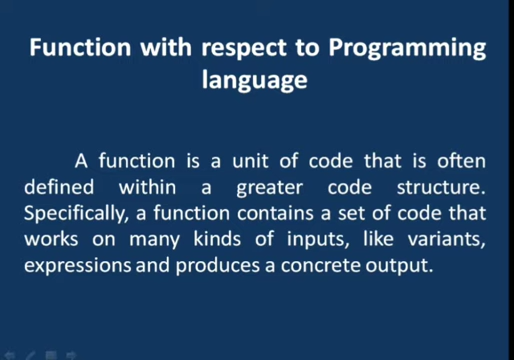 Function with respect to Programming
language
A function is a unit of code that is often
defined within a greater code structure.
Specifically, a function contains a set of code that
works on many kinds of inputs, like variants,
expressions and produces a concrete output.